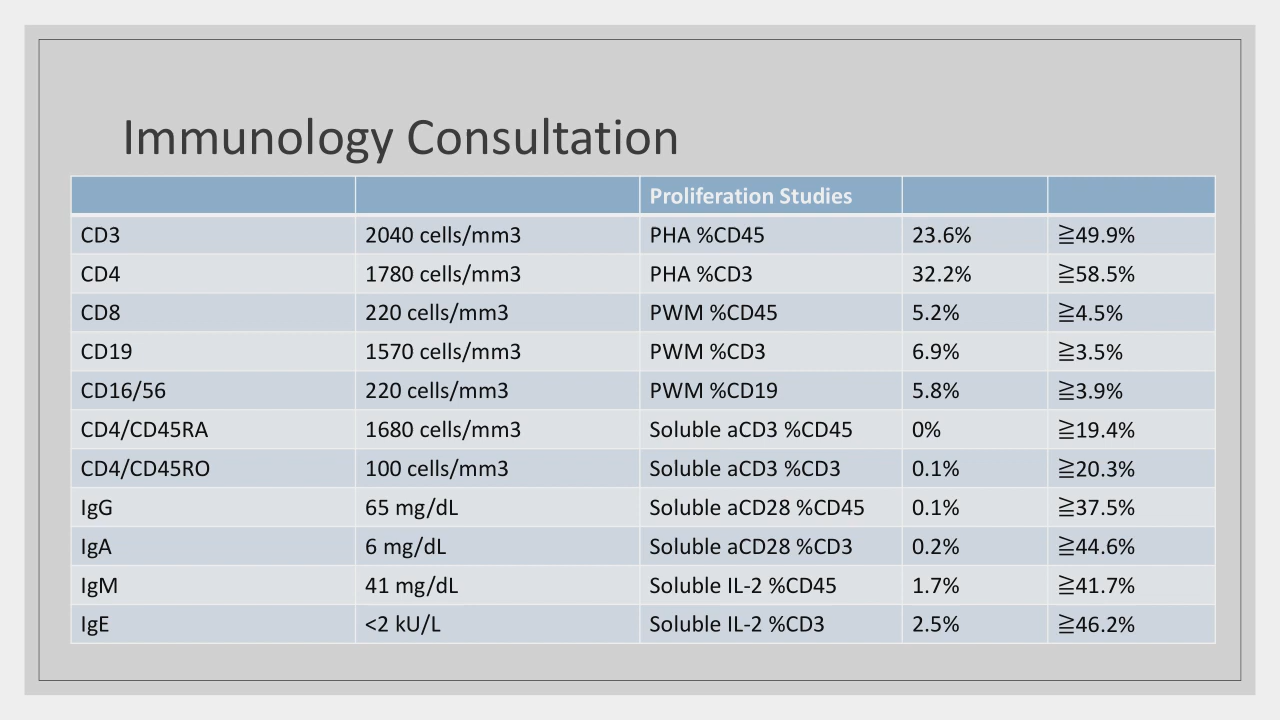 Immunology Consultation
Proliferation Studies
CD3 2040 cells/mm3 PHA %CD45 23.6% ≧49.9%
CD4 1780 cells/mm3 PHA %CD3 32.2% ≧58.5%
CD8 220 cells/mm3 PWM %CD45 5.2% ≧4.5%
CD19 1570 cells/mm3 PWM %CD3 6.9% ≧3.5%
CD16/56 220 cells/mm3 PWM %CD19 5.8% ≧3.9%
CD4/CD45RA 1680 cells/mm3 Soluble aCD3 %CD45 0% ≧19.4%
CD4/CD45RO 100 cells/mm3 Soluble aCD3 %CD3 0.1% ≧20.3%
IgG 65 mg/dL Soluble aCD28 %CD45 0.1% ≧37.5%
IgA 6 mg/dL Soluble aCD28 %CD3 0.2% ≧44.6%
IgM 41 mg/dL Soluble IL-2 %CD45 1.7% ≧41.7%
IgE <2 kU/L Soluble IL-2 %CD3 2.5% ≧46.2%